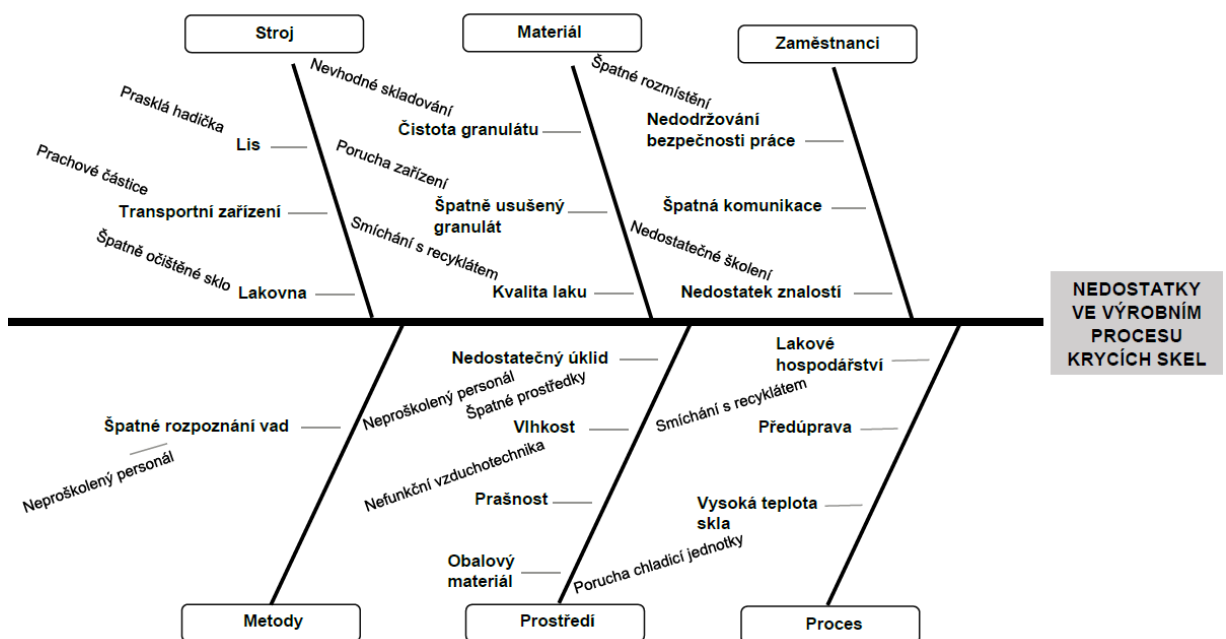 Stroj
Materiál
Zaměstnanci
Nevhodné skladování
Špatné rozmístění
Prasklá hadička
Čistota granulátu
Nedodržování
bezpečnosti práce
Lis
Porucha zařízení
Prachové částice
Transportní zařízení
Špatně usušený
granulát
Špatná komunikace
Smíchání s recyklátem
Nedostatečné školení
Špatně očištěné sklo
Lakovna
Kvalita laku
Nedostatek znalostí
NEDOSTATKY
VE VÝROBNÍM
PROCESU
KRYCÍCH SKEL
Nedostatečný úklid
Lakové
hospodářství
Neproškolený personál
Špatné prostředky
Smíchání s recyklátem
Špatné rozpoznání vad
Vlhkost
Předúprava
Neproškolený personál
Nefunkční vzduchotechnika
Prašnost
Vysoká teplota
skla
Obalový
materiál
Porucha chladicí jednotky
Metody
Prostředí
Proces